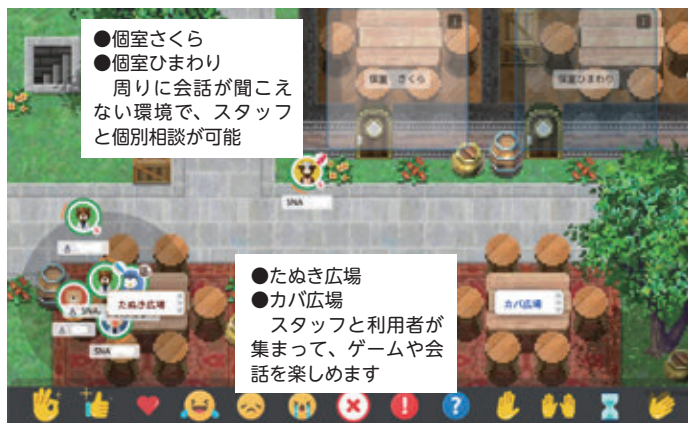 ●個室さくら
●個室ひまわり
　周りに会話が聞こえ
ない環境で、スタッフ
と個別相談が可能
個室 さくら
個室ひまわり
SNA
●たぬき広場
●カバ広場
　スタッフと利用者が
集まって、ゲームや会
話を楽しめます
たぬき広場
カバ広場
SNA
SNA